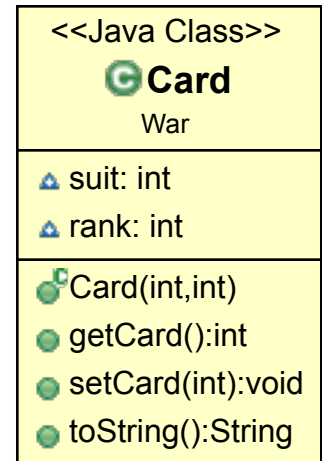 <<Java Class>>
C Card
War
suit: int
rank: int
C Card(int,int)
getCard():int
setCard(int):void
toString():String